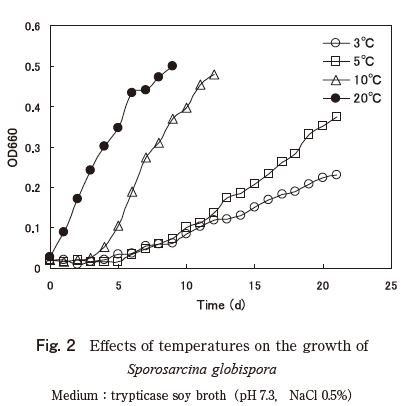 0.6
0.5
0.4
0.3
0.2
0.1
0
OD660
3℃
5℃
10℃
20℃
0 5 10 15 20 25
Time (d)
Fig. 2 Effects of temperatures on the growth of
Sporosarcina globispora
Medium : trypticase soy broth (pH 7.3, NaCl 0.5%)